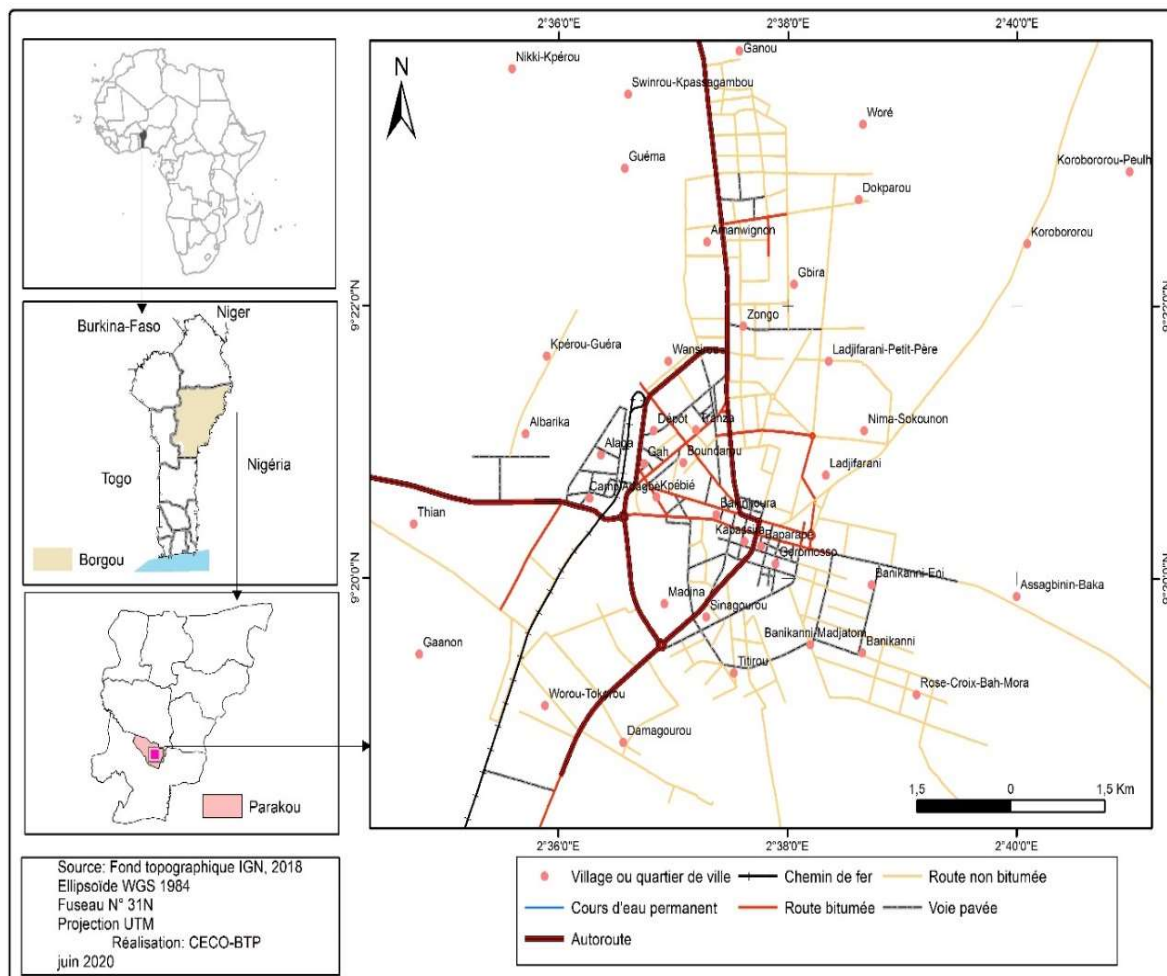 2°36'0"E
2°38'0"E
2°40'0"E
N
Nikki-Kpérou
Ganou
Swinrou-Kpassagambou
Woré
Guéma
Korobororou-Peulh
Dokparou
Amanwignon
Korobororou
Gbira
9°22'0"N
Zongo
Kpérou-Guéra
Wansirou
Ladjifarani-Petit-Père
Albarika
Dépôt
Tranza
Nima-Sokounon
Alaga
Gah
Boundarou
Ladjifarani
Camp Adagbé
Kpébié
Thian
Bakinkoura
Kabassira
Baparapé
Goromosso
9°20'0"N
Banikanni-Eni
Assagbinin-Baka
Madina
Sinagourou
Gaanon
Banikanni-Madjatom
Banikanni
Titirou
Rose-Croix-Bah-Mora
Worou-Tokorou
Damagourou
1,5
0
1,5 Km
2°36'0"E
2°38'0"E
2°40'0"E
Burkina-Faso
Niger
Togo
Nigéria
Borgou
Parakou
Source: Fond topographique IGN, 2018
Ellipsoïde WGS 1984
Fuseau N° 31N
Projection UTM
Réalisation: CECO-BTP
juin 2020
Village ou quartier de ville
Chemin de fer
Route non bitumée
Cours d'eau permanent
Route bitumée
Voie pavée
Autoroute